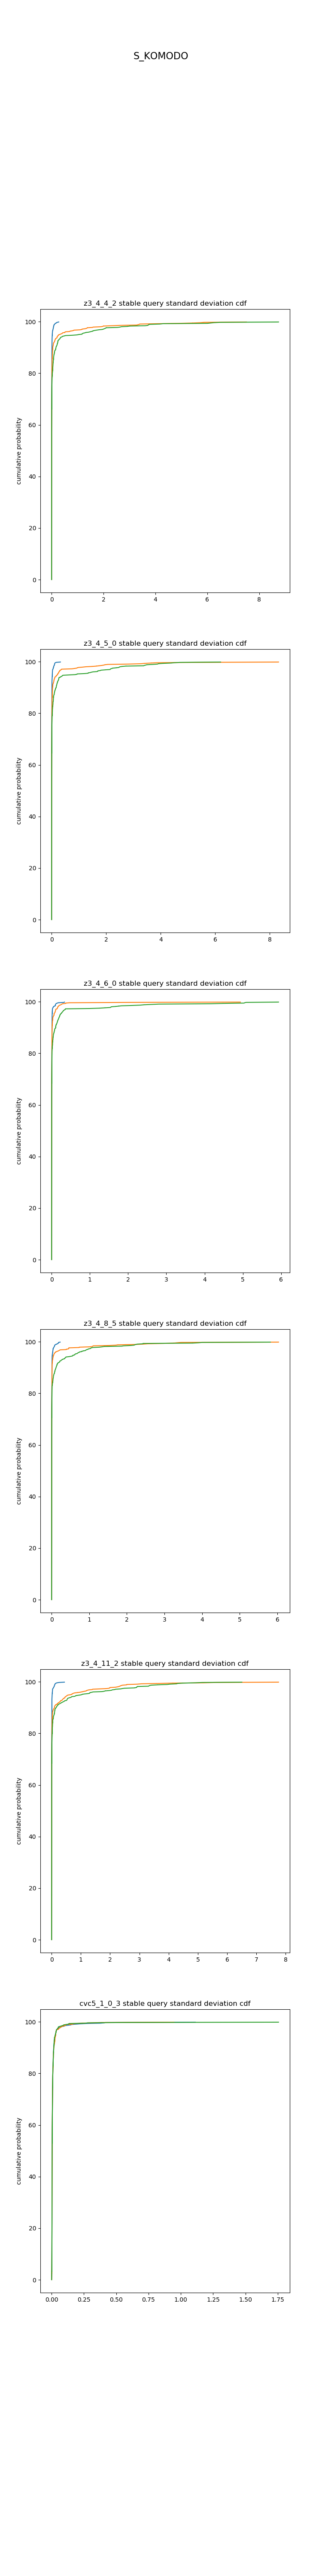 S_KOMODO
z3_4_4_2 stable query standard deviation cdf
100
80
60
40
20
0
cumulative probability
0 2 4 6 8
z3_4_5_0 stable query standard deviation cdf
100
80
60
40
20
0
cumulative probability
0 2 4 6 8
z3_4_6_0 stable query standard deviation cdf
100
80
60
40
20
0
cumulative probability
0 1 2 3 4 5 6
z3_4_8_5 stable query standard deviation cdf
100
80
60
40
20
0
cumulative probability
0 1 2 3 4 5 6
z3_4_11_2 stable query standard deviation cdf
100
80
60
40
20
0
cumulative probability
0 1 2 3 4 5 6 7 8
cvc5_1_0_3 stable query standard deviation cdf
100
80
60
40
20
0
cumulative probability
0.00 0.25 0.50 0.75 1.00 1.25 1.50 1.75